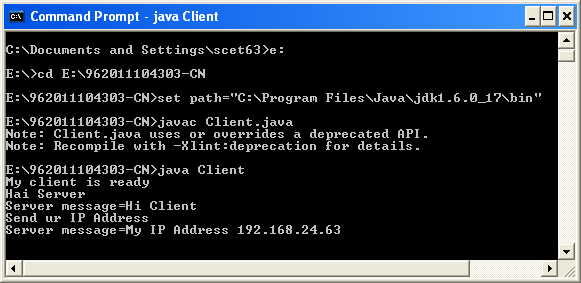 Command Prompt - java Client
C:\Documents and Settings\scet63>e:
E:\>cd E:\962011104303-CN
E:\962011104303-CN>set path="C:\Program Files\Java\jdk1.6.0_17\bin"
E:\962011104303-CN>javac Client.java
Note: Client.java uses or overrides a deprecated API.
Note: Recompile with -Xlint:deprecation for details.
E:\962011104303-CN>java Client
My client is ready
Hai Server
Server message=Hi Client
Send ur IP Address
Server message=My IP Address 192.168.24.63